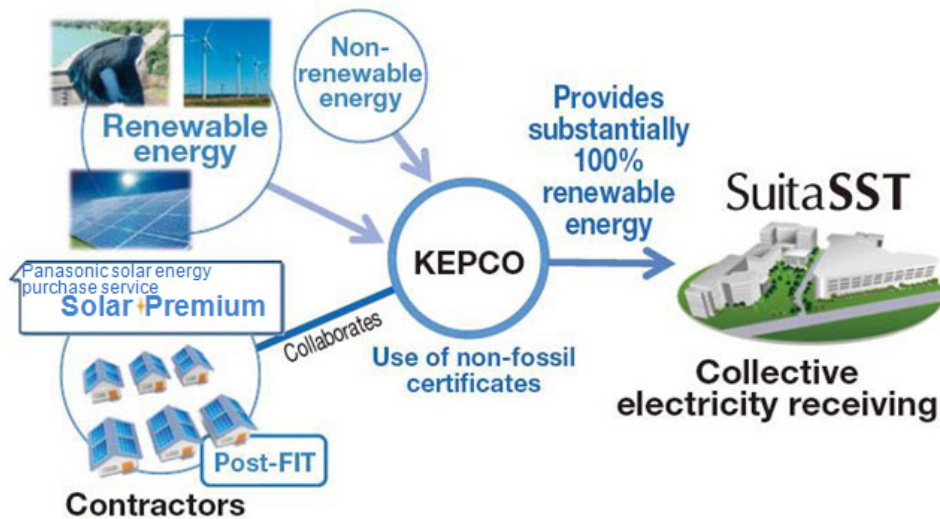 Non-
renewable
energy
Renewable
energy
Provides
substantially
100%
renewable
energy
SuitaSST
KEPCO
Panasonic solar energy
purchase service
Solar Premium
Collaborates
Use of non-fossil
certificates
Collective
electricity receiving
Post-FIT
Contractors